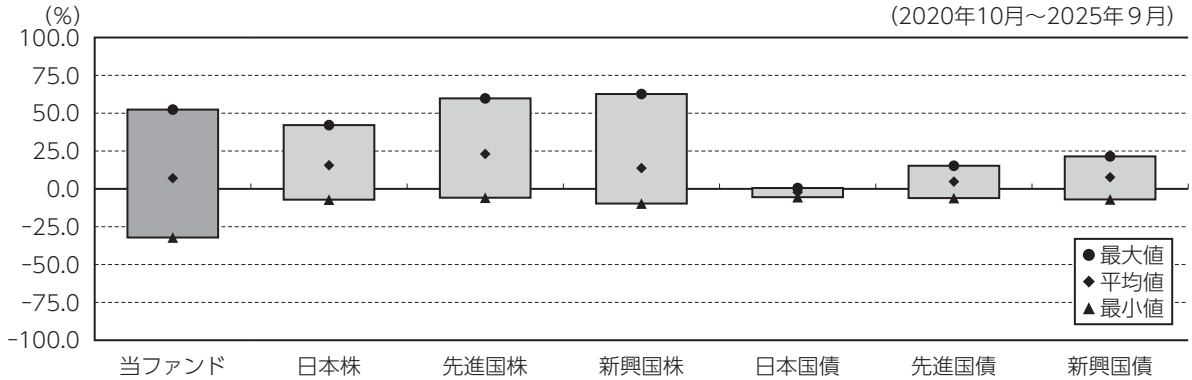 (%)
(2020年10月～2025年9月)
100.0
75.0
50.0
25.0
0.0
-25.0
-50.0
-75.0
-100.0
● 最大値
◆ 平均値
▲ 最小値
当ファンド 日本株 先進国株 新興国株 日本国債 先進国債 新興国債